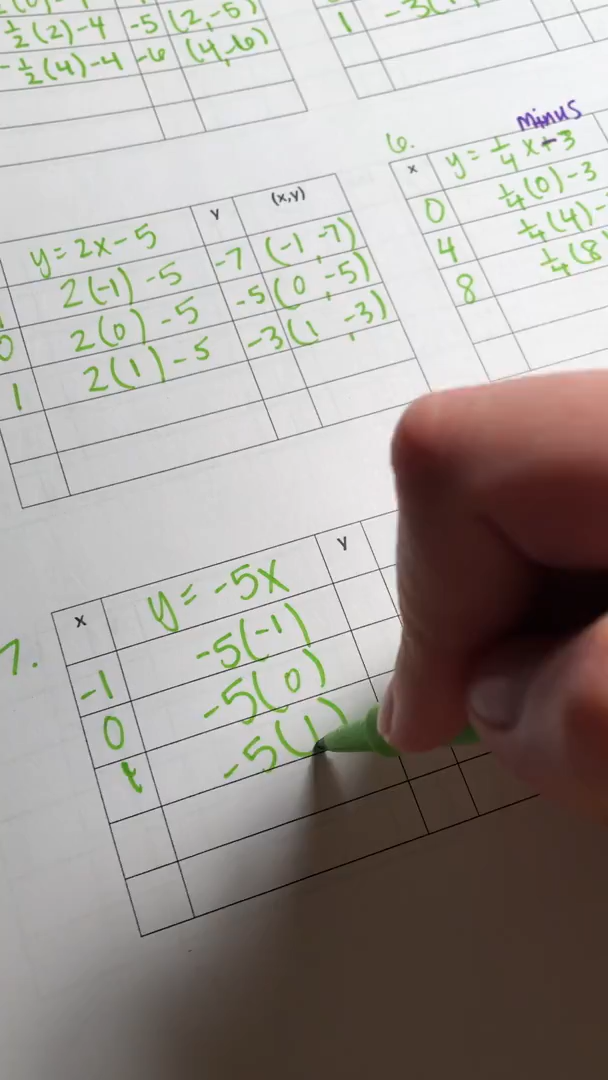 ½(2)-4 -5 (2,-5)
-½(4)-4 -6 (4,-6)
1 -3(
minus
6.
x y = ¼x-3
0 ¼(0)-3
4 ¼(4)-
8 ¼(8)
y = 2x-5 y (x,y)
2(-1)-5 -7 (-1,-7)
0 2(0)-5 -5 (0,-5)
1 2(1)-5 -3 (1,-3)
7.
x y = -5x y
-1 -5(-1)
0 -5(0)
1 -5(1)